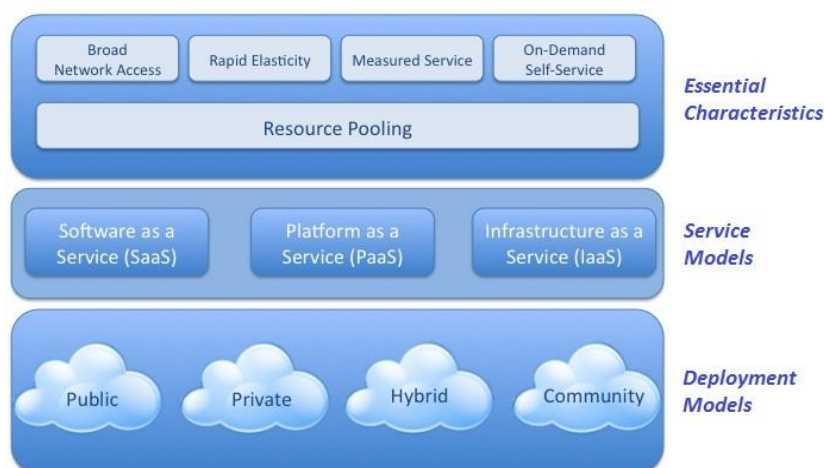 Broad
Network Access
Rapid Elasticity
Measured Service
On-Demand
Self-Service
Resource Pooling
Essential
Characteristics
Software as a
Service (SaaS)
Platform as a
Service (PaaS)
Infrastructure as a
Service (IaaS)
Service
Models
Public
Private
Hybrid
Community
Deployment
Models